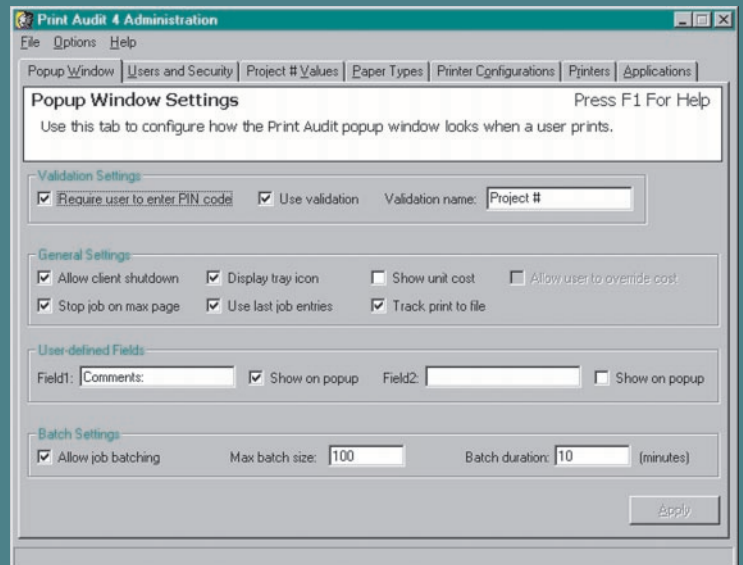 Print Audit 4 Administration
File Options Help
Popup Window Users and Security Project # Values Paper Types Printer Configurations Printers Applications
Popup Window Settings Press F1 For Help
Use this tab to configure how the Print Audit popup window looks when a user prints.
Validation Settings
Require user to enter PIN code Use validation Validation name: Project #
General Settings
Allow client shutdown Display tray icon Show unit cost Allow user to override cost
Stop job on max page Use last job entries Track print to file
User-defined Fields
Field1: Comments: Show on popup Field2: Show on popup
Batch Settings
Allow job batching Max batch size: 100 Batch duration: 10 (minutes)
Apply